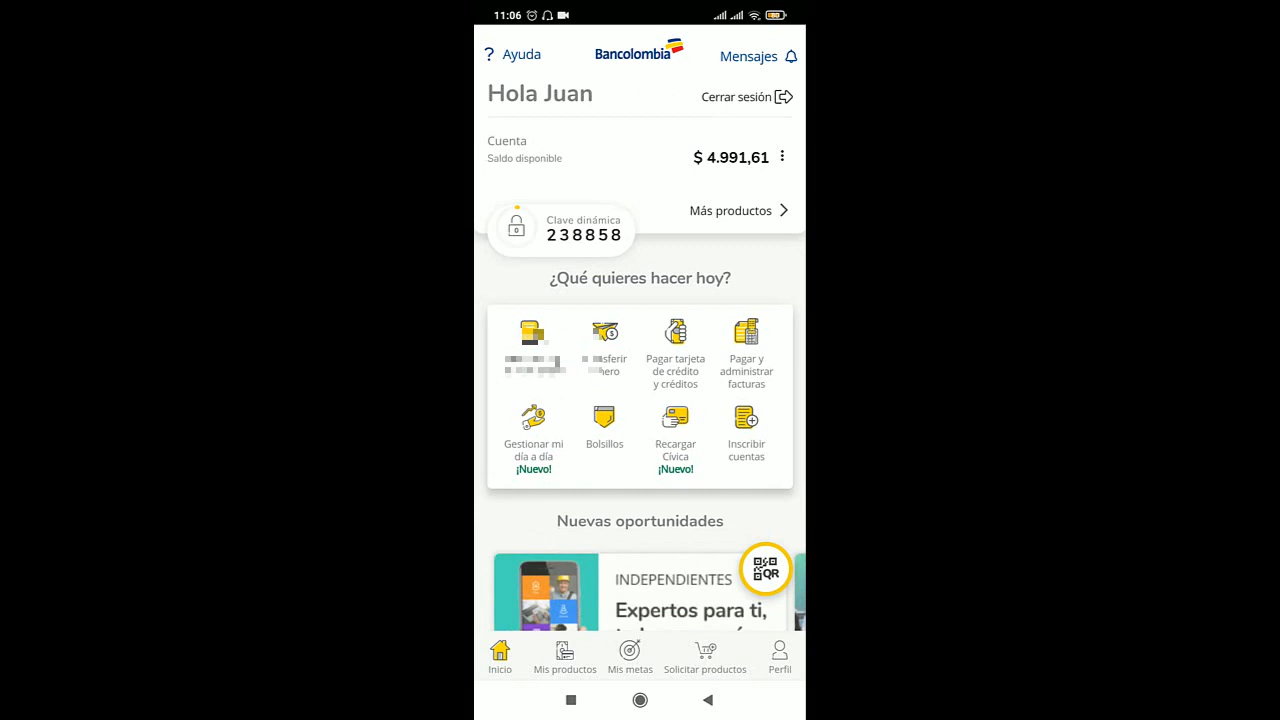 11:06
? Ayuda
Bancolombia
Mensajes
Hola Juan
Cerrar sesión
Cuenta
Saldo disponible
$ 4.991,61
Más productos
Clave dinámica
238858
¿Qué quieres hacer hoy?
Pagar tarjeta
de crédito
y créditos
Pagar y
administrar
facturas
Gestionar mi
día a día
¡Nuevo!
Bolsillos
Recargar
Cívica
¡Nuevo!
Inscribir
cuentas
Nuevas oportunidades
QR
INDEPENDIENTES
Expertos para ti,
Inicio
Mis productos
Mis metas
Solicitar productos
Perfil